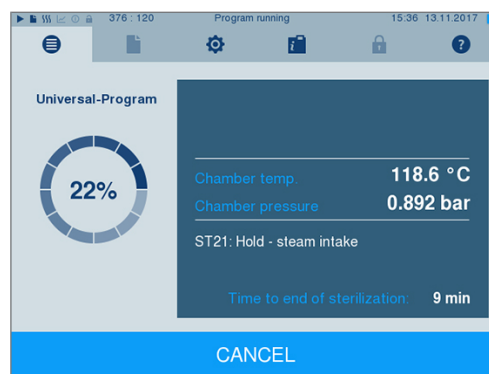 376 : 120 Program running 15:36 13.11.2017
Universal-Program
22%
Chamber temp. 118.6 °C
Chamber pressure 0.892 bar
ST21: Hold - steam intake
Time to end of sterilization: 9 min
CANCEL